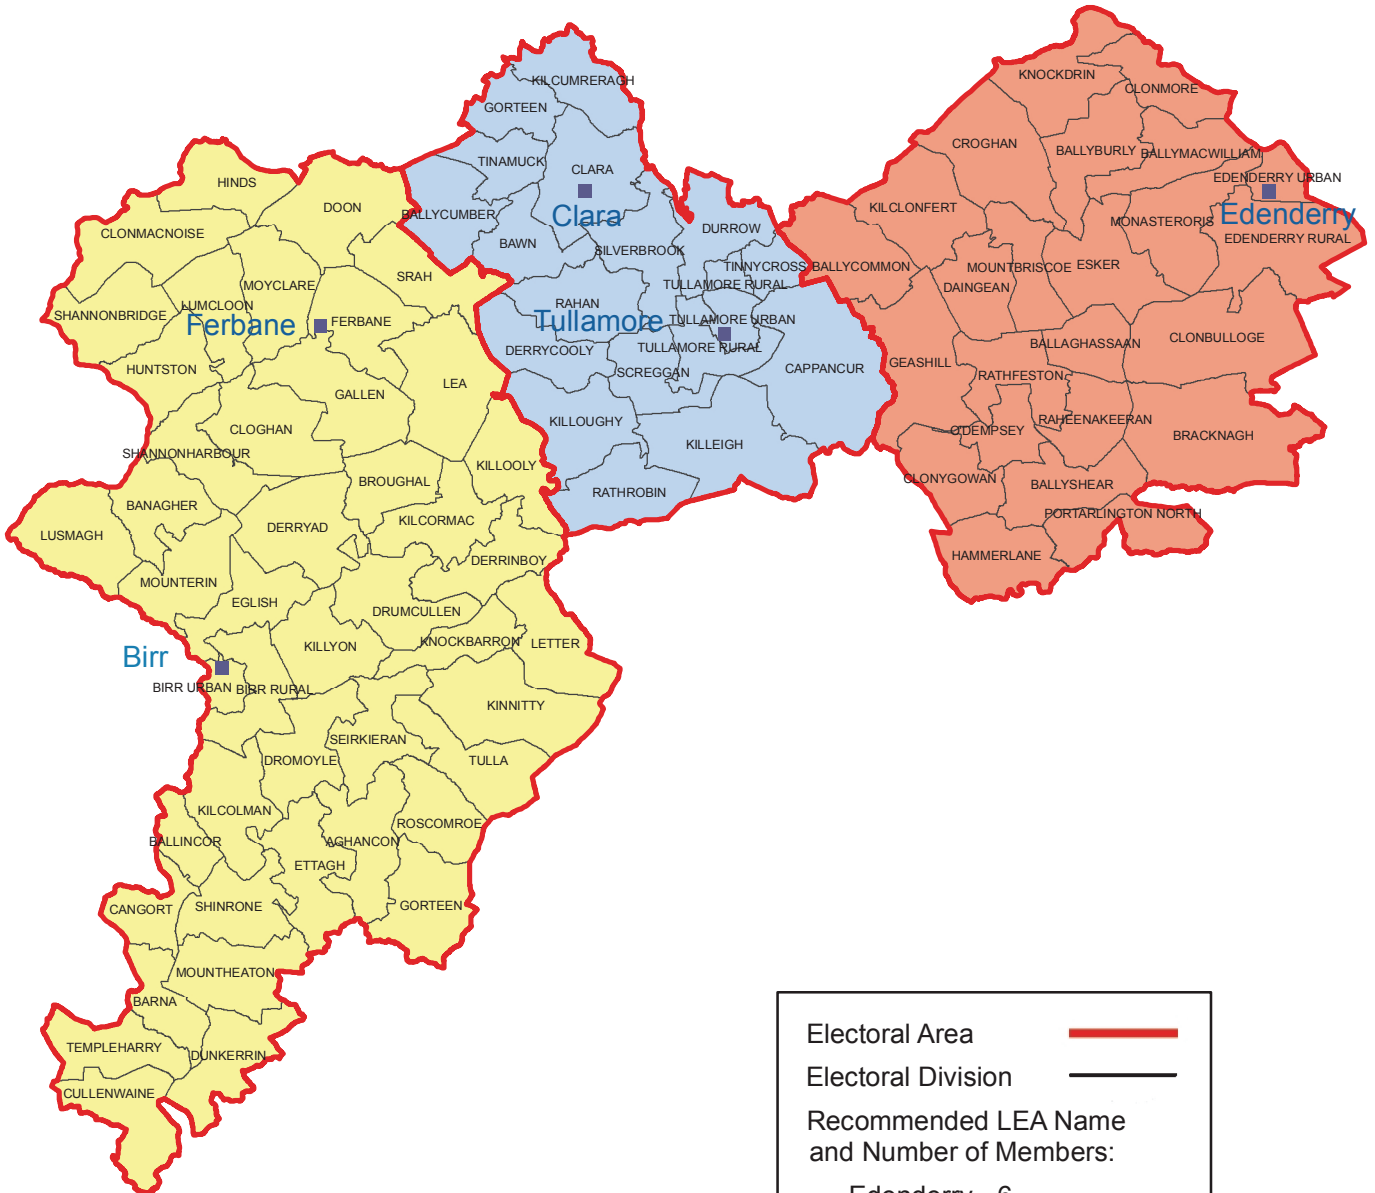 KILCUMRERAGH
GORTEEN
KNOCKDRIN
CLONMORE
CROGHAN
BALLYBURLY
BALLYMACWILLIAM
TINAMUCK
CLARA
Clara
EDENDERRY URBAN
Edenderry
EDENDERRY RURAL
HINDS
DOON
BALLYCUMBER
BAWN
SILVERBROOK
DURROW
KILCLONFERT
MONASTERORIS
CLONMACNOISE
SRAH
TINNYCROSS
BALLYCOMMON
MOUNTBRISCOE
ESKER
MOYCLARE
TULLAMORE RURAL
DAINGEAN
LUMCLOON
RAHAN
SHANNONBRIDGE
Ferbane
FERBANE
Tullamore
TULLAMORE URBAN
DERRYCOOLY
TULLAMORE RURAL
BALLAGHASSAAN
CLONBULLOGE
HUNTSTON
SCREGGAN
CAPPANCUR
GEASHILL
RATHFESTON
LEA
GALLEN
CLOGHAN
KILLOUGHY
KILLEIGH
O'DEMPSEY
RAHEENAKEERAN
BRACKNAGH
SHANNONHARBOUR
KILLOOLY
BROUGHAL
RATHROBIN
CLONYGOWAN
BALLYSHEAR
BANAGHER
PORTARLINGTON NORTH
LUSMAGH
DERRYAD
KILCORMAC
HAMMERLANE
DERRINBOY
MOUNTERIN
EGLISH
DRUMCULLEN
KILLYON
KNOCKBARRON
LETTER
Birr
BIRR URBAN
BIRR RURAL
KINNITTY
SEIRKIERAN
DROMOYLE
TULLA
KILCOLMAN
ROSCOMROE
BALLINCOR
AGHANCON
ETTAGH
CANGORT
SHINRONE
GORTEEN
MOUNTHEATON
BARNA
TEMPLEHARRY
DUNKERRIN
CULLENWAINE
Electoral Area
Electoral Division
Recommended LEA Name
and Number of Members:
Edenderry - 6